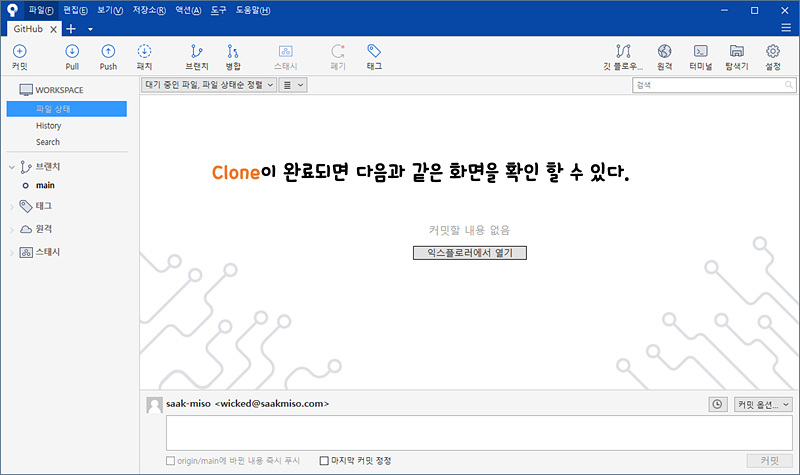 파일(F) 편집(E) 보기(V) 저장소(R) 액션(A) 도구 도움말(H)
GitHub
커밋 Pull Push 패치 브랜치 병합 스태시 폐기 태그 깃 플로우... 원격 터미널 탐색기 설정
WORKSPACE
파일 상태
History
Search
브랜치
main
태그
원격
스태시
대기 중인 파일, 파일 상태순 정렬
검색
Clone이 완료되면 다음과 같은 화면을 확인 할 수 있다.
커밋할 내용 없음
익스플로러에서 열기
saak-miso <wicked@saakmiso.com>
커밋 옵션...
origin/main에 바뀐 내용 즉시 푸시
마지막 커밋 정정
커밋